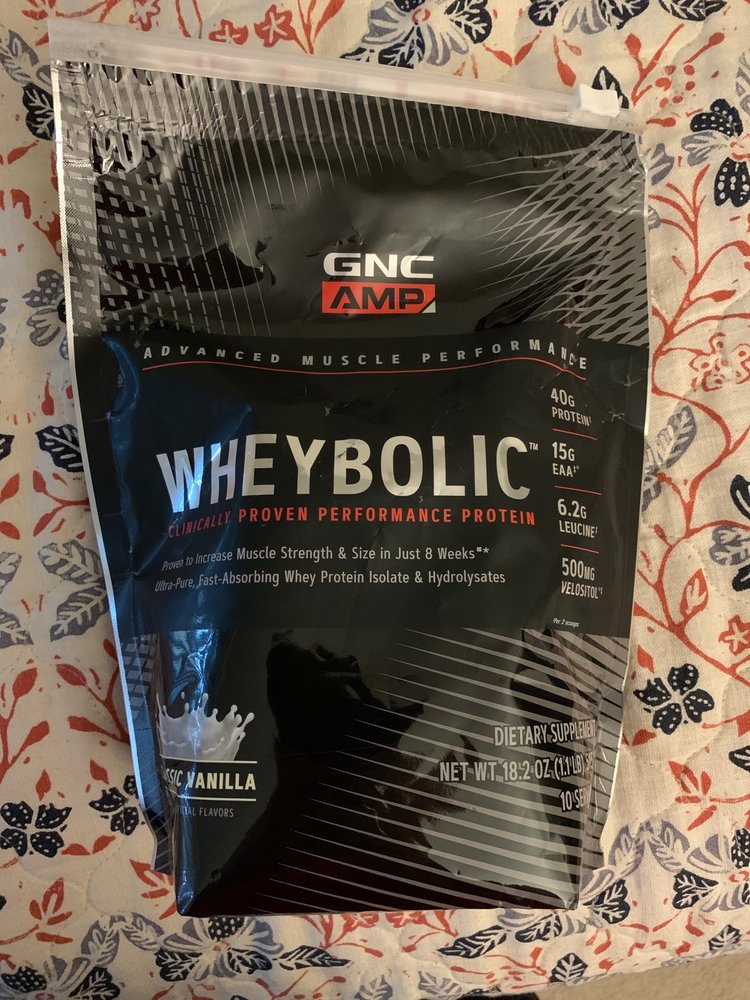 GNC
AMP
ADVANCED MUSCLE PERFORMANCE
40G
PROTEIN‡
15G
EAA‡◊
6.2G
LEUCINE‡
500MG
VELOSITOL‡§
Per 2 scoops
WHEYBOLIC™
CLINICALLY PROVEN PERFORMANCE PROTEIN
Proven to Increase Muscle Strength & Size in Just 8 Weeks■*
Ultra-Pure, Fast-Absorbing Whey Protein Isolate & Hydrolysates
VANILLA
FLAVORS
DIETARY SUPPLEMENT
NET WT 18.2 OZ (1.1 LB)
10